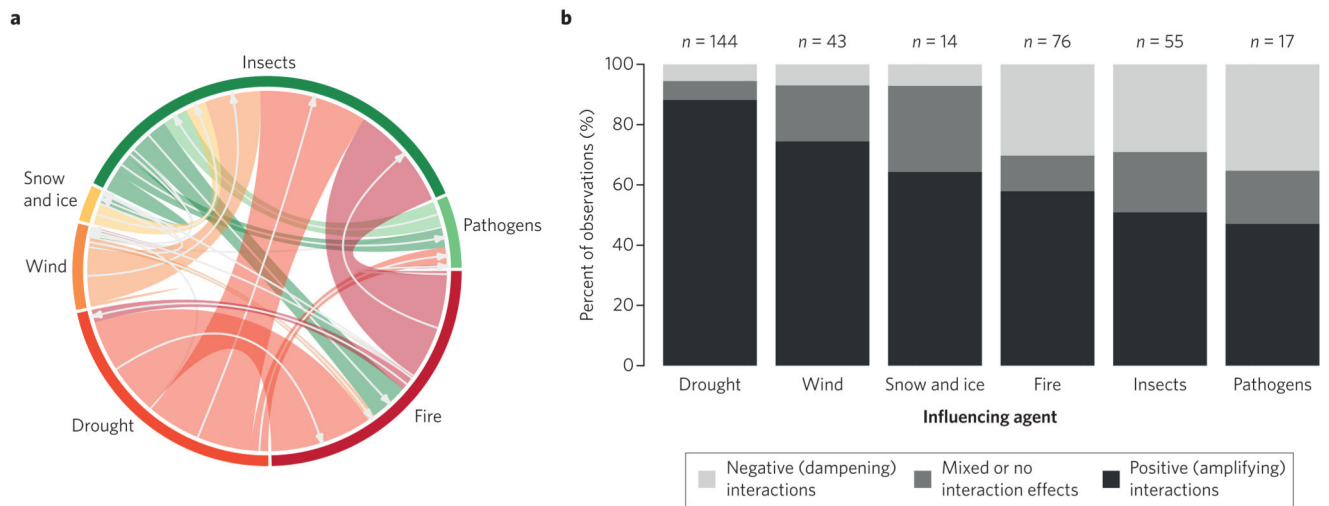 a
Insects
Snow
and ice
Pathogens
Wind
Drought
Fire
b
n = 144 n = 43 n = 14 n = 76 n = 55 n = 17
100
80
60
40
20
0
Percent of observations (%)
Drought Wind Snow and ice Fire Insects Pathogens
Influencing agent
Negative (dampening)
interactions
Mixed or no
interaction effects
Positive (amplifying)
interactions